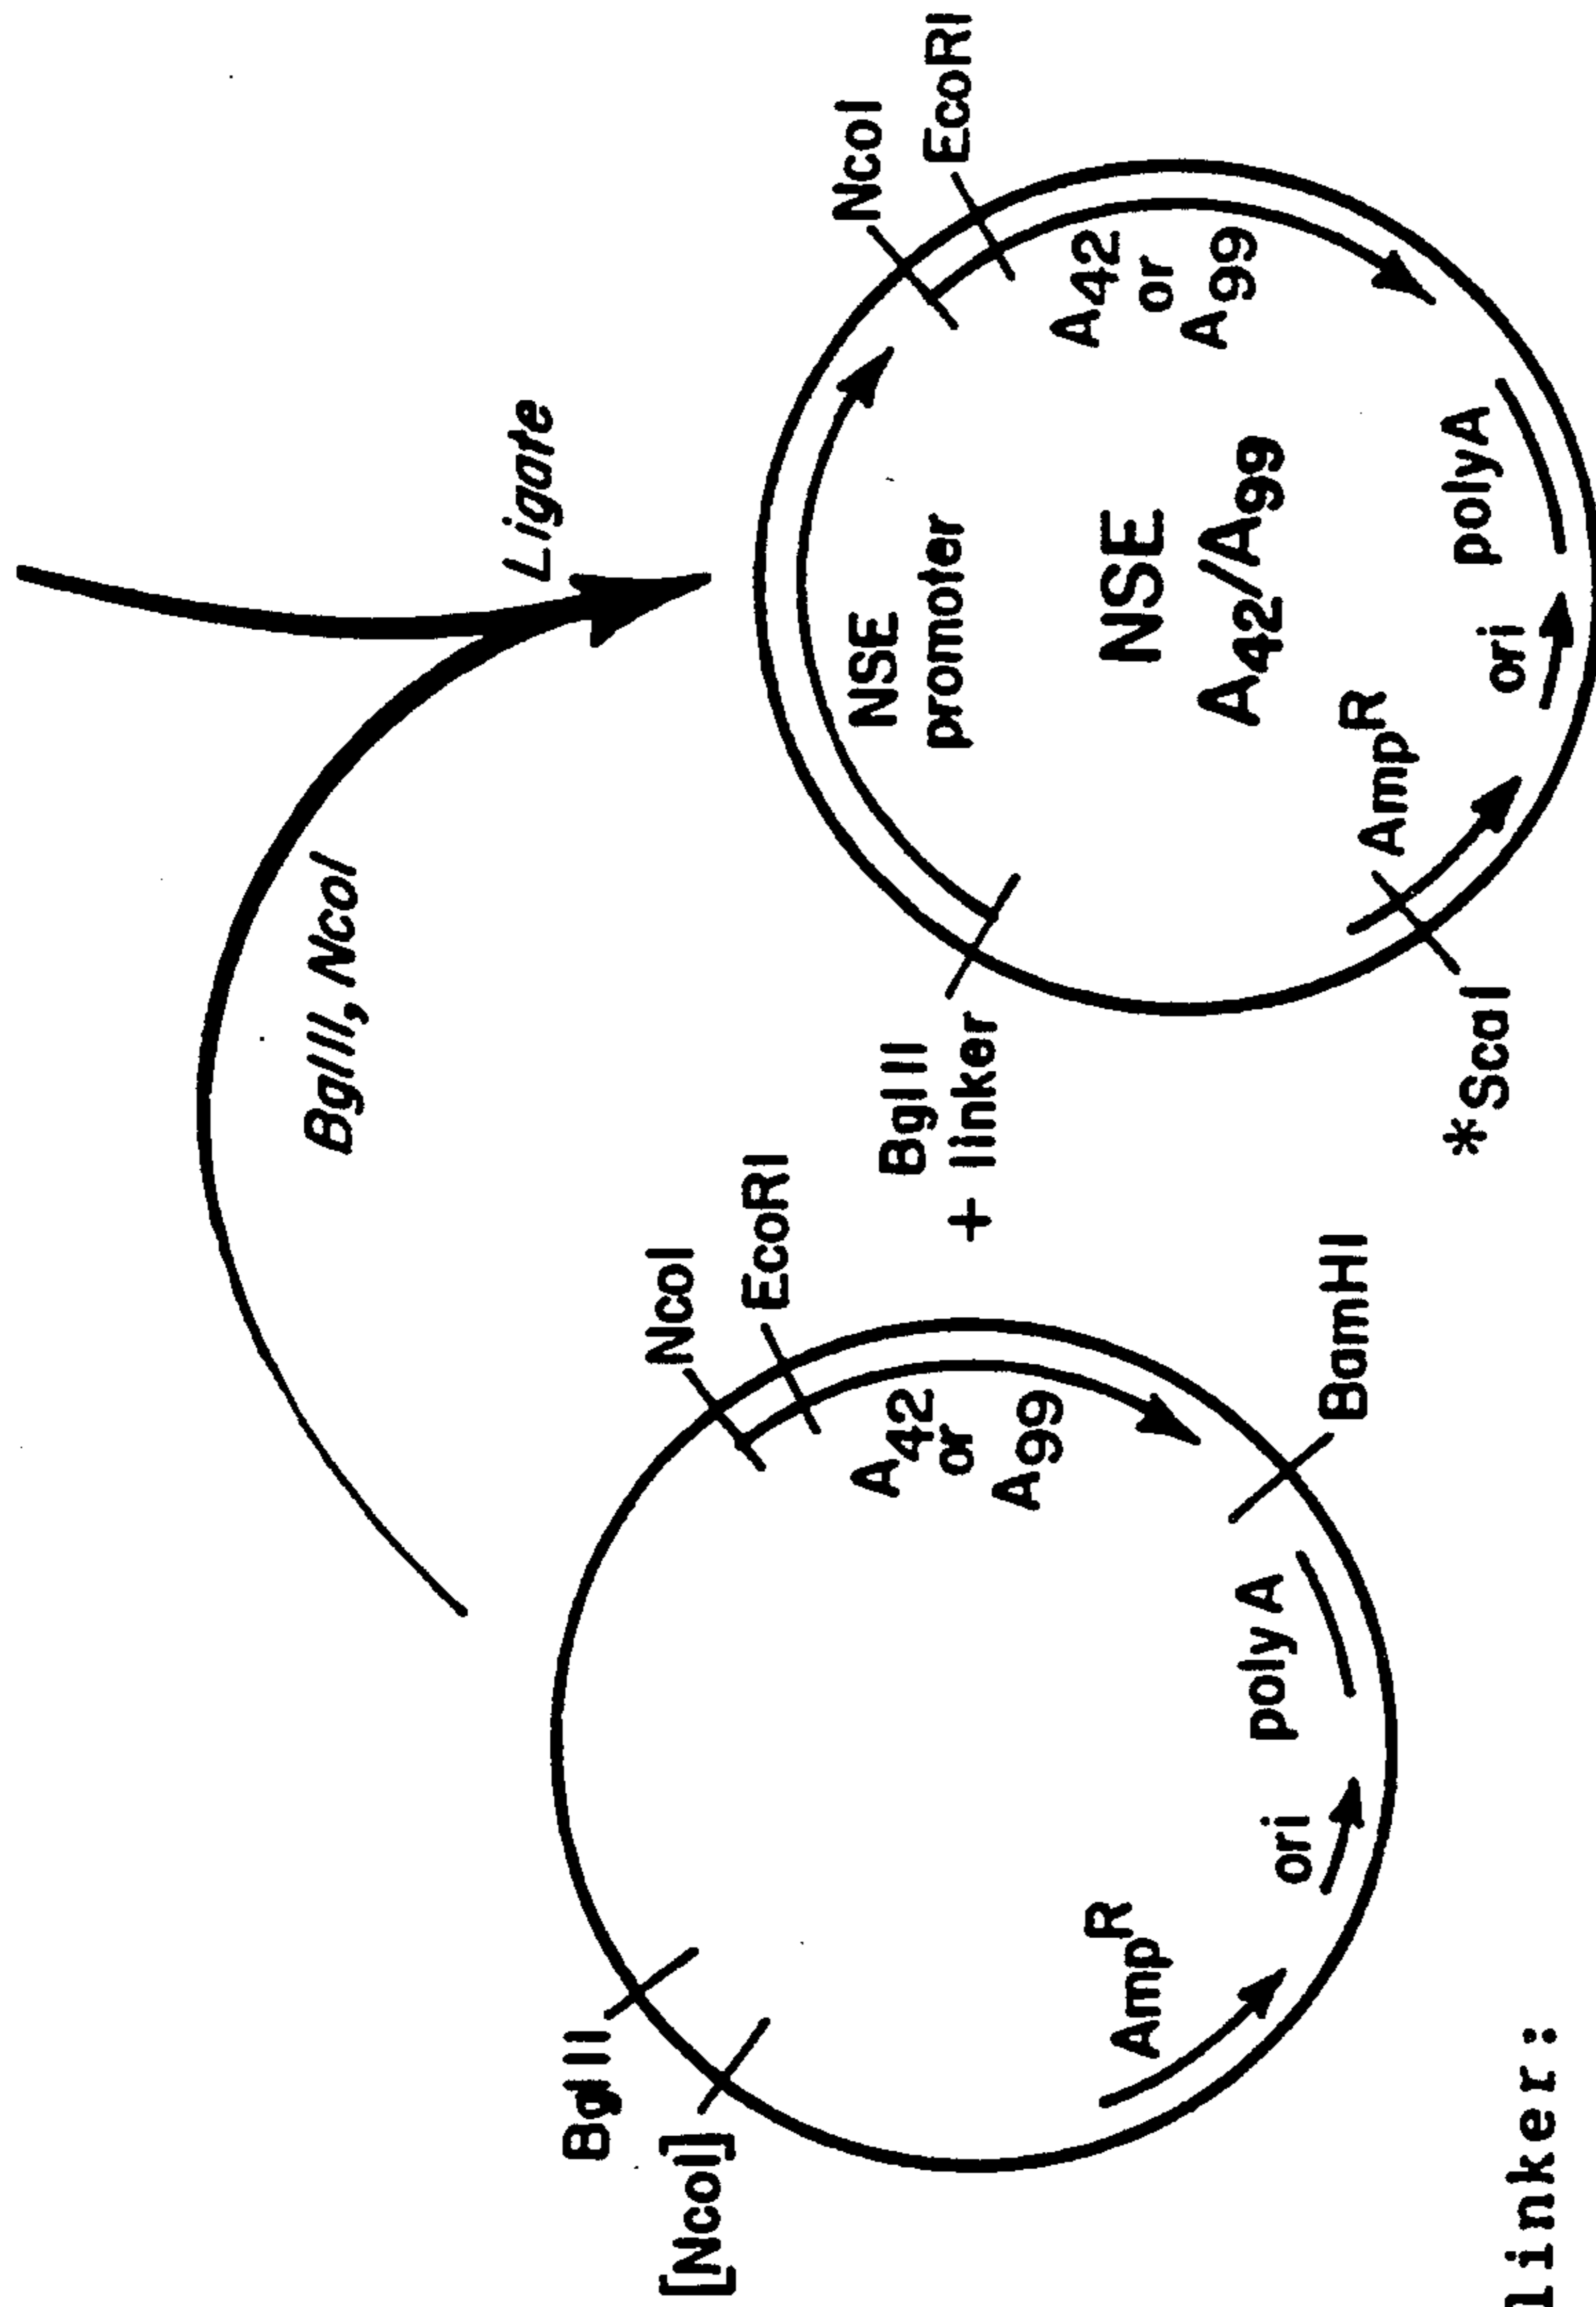 Ligate
BglII, NcoI
NcoI
EcoRI
NSE
promoter
A42
or
A99
NSE
A42/A99
polyA
ori
AmpR
BglII
+ linker
*ScaI
BglII
[NcoI]
NcoI
EcoRI
A42
or
A99
BamHI
polyA
ori
AmpR
linker: